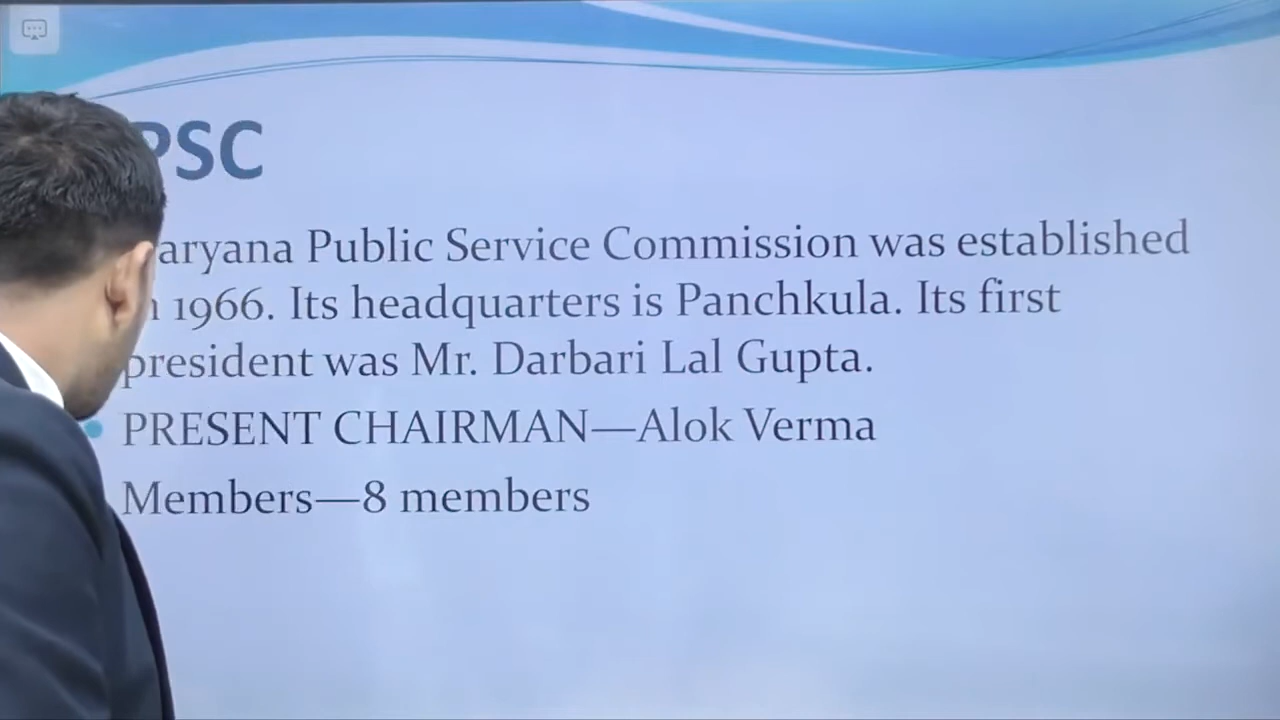 PSC
aryana Public Service Commission was established
n 1966. Its headquarters is Panchkula. Its first
president was Mr. Darbari Lal Gupta.
PRESENT CHAIRMAN—Alok Verma
Members—8 members